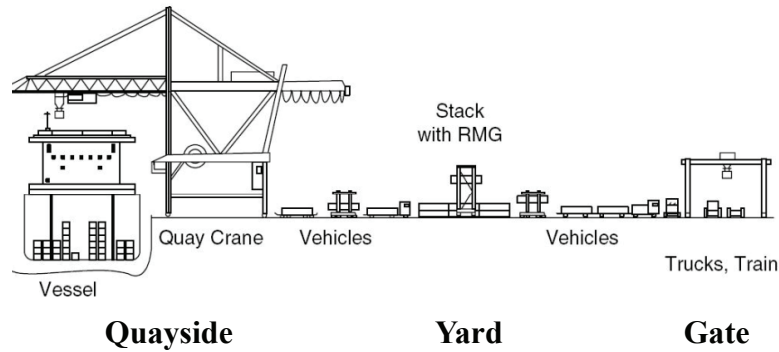 Stack
with RMG
Quay Crane
Vehicles
Vehicles
Trucks, Train
Vessel
Quayside
Yard
Gate